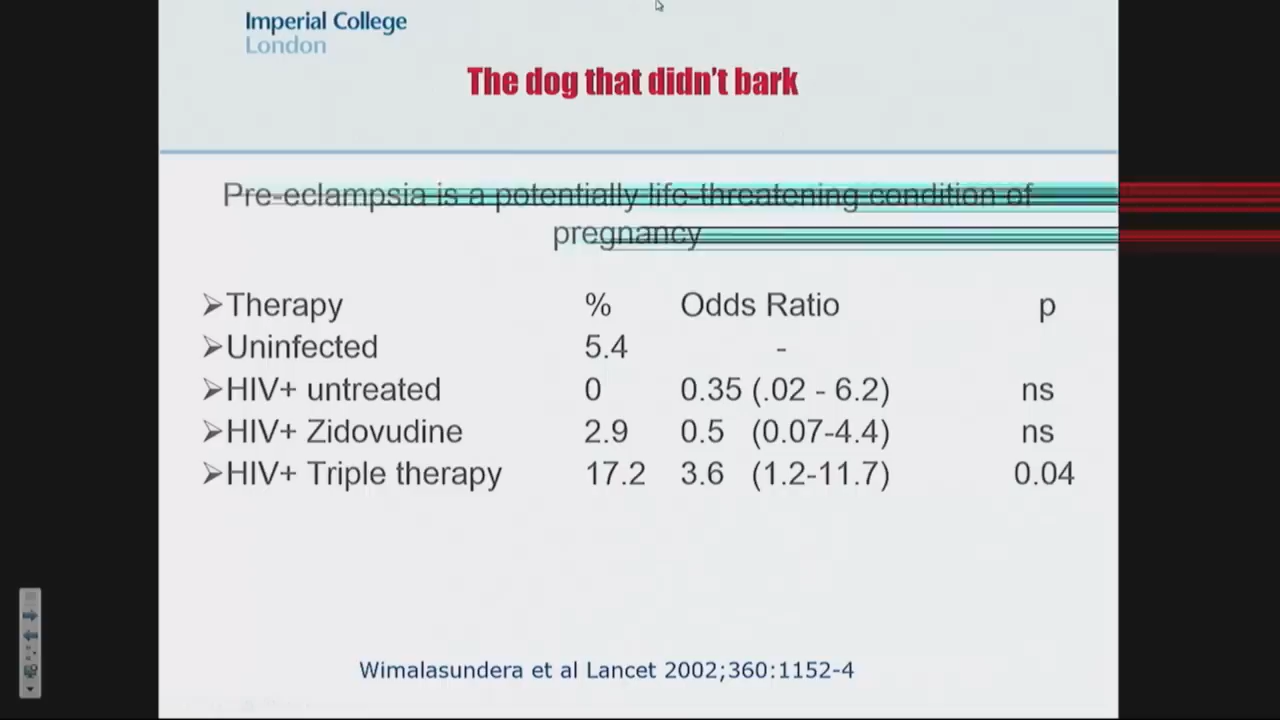 Imperial College
London
The dog that didn't bark
Pre-eclampsia is a potentially life-threatening condition of
pregnancy
➢Therapy % Odds Ratio p
➢Uninfected 5.4 -
➢HIV+ untreated 0 0.35 (.02 - 6.2) ns
➢HIV+ Zidovudine 2.9 0.5 (0.07-4.4) ns
➢HIV+ Triple therapy 17.2 3.6 (1.2-11.7) 0.04
Wimalasundera et al Lancet 2002;360:1152-4